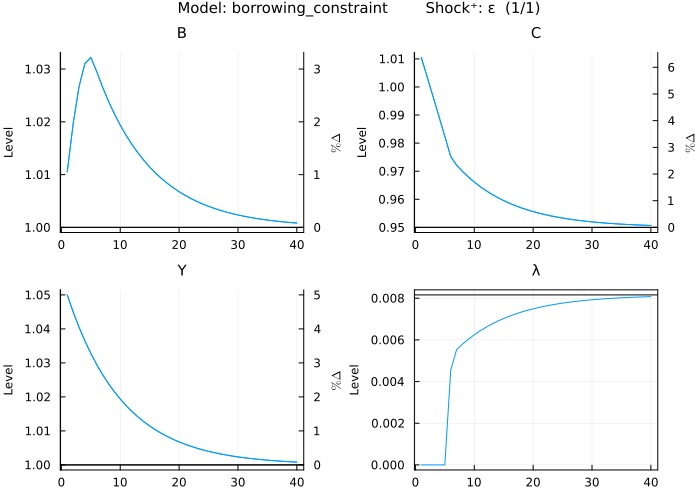 Model: borrowing_constraint Shock⁺: ε (1/1)
B C
1.03 1.02 1.01 1.00
Level
3 2 1 0
%Δ
0 10 20 30 40
1.01 1.00 0.99 0.98 0.97 0.96 0.95
Level
6 5 4 3 2 1 0
%Δ
0 10 20 30 40
Y λ
1.05 1.04 1.03 1.02 1.01 1.00
Level
5 4 3 2 1 0
%Δ
0 10 20 30 40
0.008 0.006 0.004 0.002 0.000
Level
0 10 20 30 40